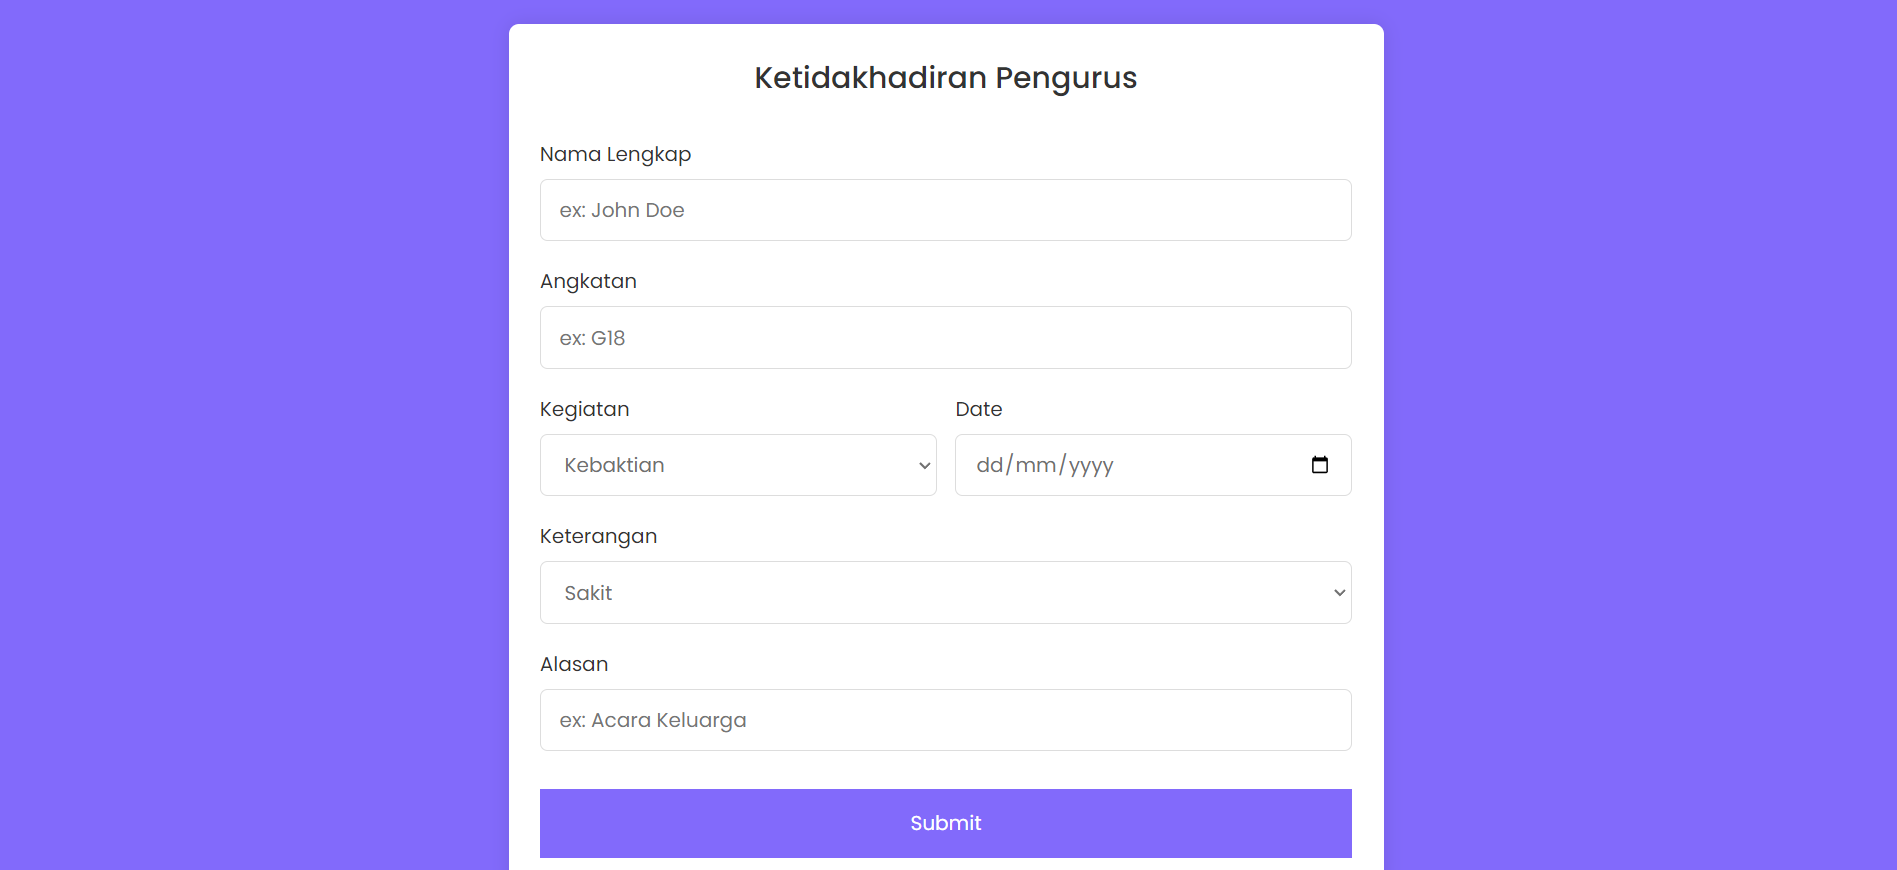 Ketidakhadiran Pengurus
Nama Lengkap
ex: John Doe
Angkatan
ex: G18
Kegiatan
Date
Kebaktian
dd/mm/yyyy
Keterangan
Sakit
Alasan
ex: Acara Keluarga
Submit